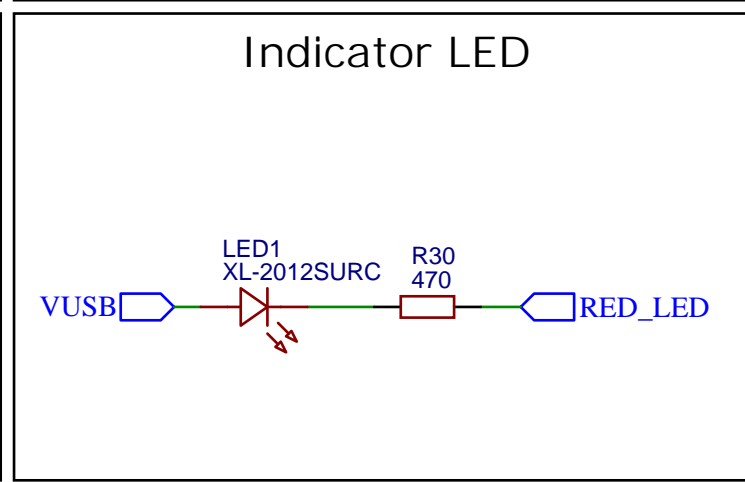 Indicator LED
LED1
XL-2012SURC
R30
470
VUSB
RED_LED